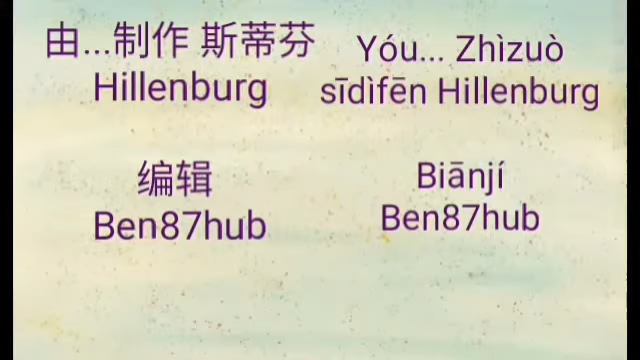 由...制作 斯蒂芬
Hillenburg
Yóu... Zhìzuò
sīdìfēn Hillenburg
编辑
Ben87hub
Biānjí
Ben87hub